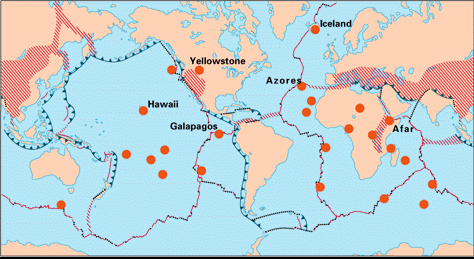 Iceland
Yellowstone
Azores
Hawaii
Galapagos
Afar